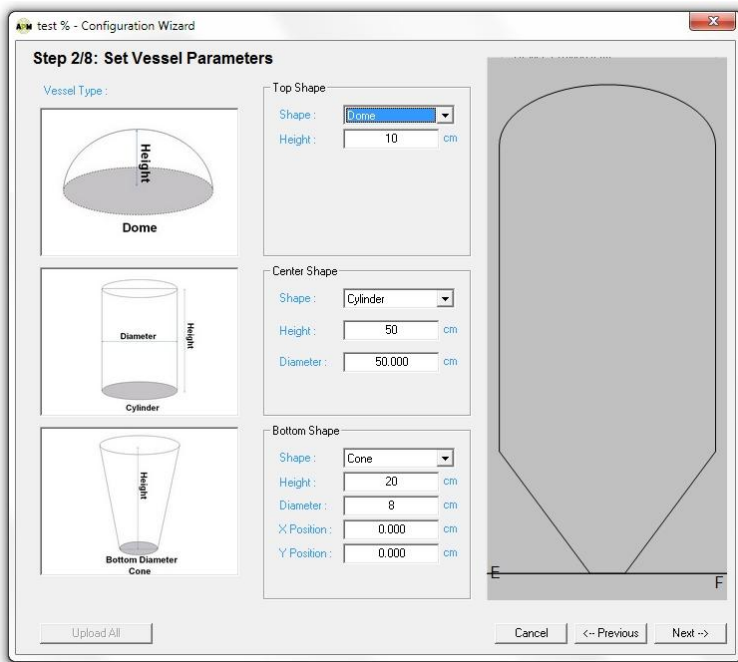 APM test % - Configuration Wizard
Step 2/8: Set Vessel Parameters
Vessel Type :
Height
Dome
Diameter
Height
Cylinder
Height
Bottom Diameter
Cone
Top Shape
Shape : Dome
Height : 10 cm
Center Shape
Shape : Cylinder
Height : 50 cm
Diameter : 50.000 cm
Bottom Shape
Shape : Cone
Height : 20 cm
Diameter : 8 cm
X Position : 0.000 cm
Y Position : 0.000 cm
E
F
Upload All
Cancel
<-- Previous
Next -->